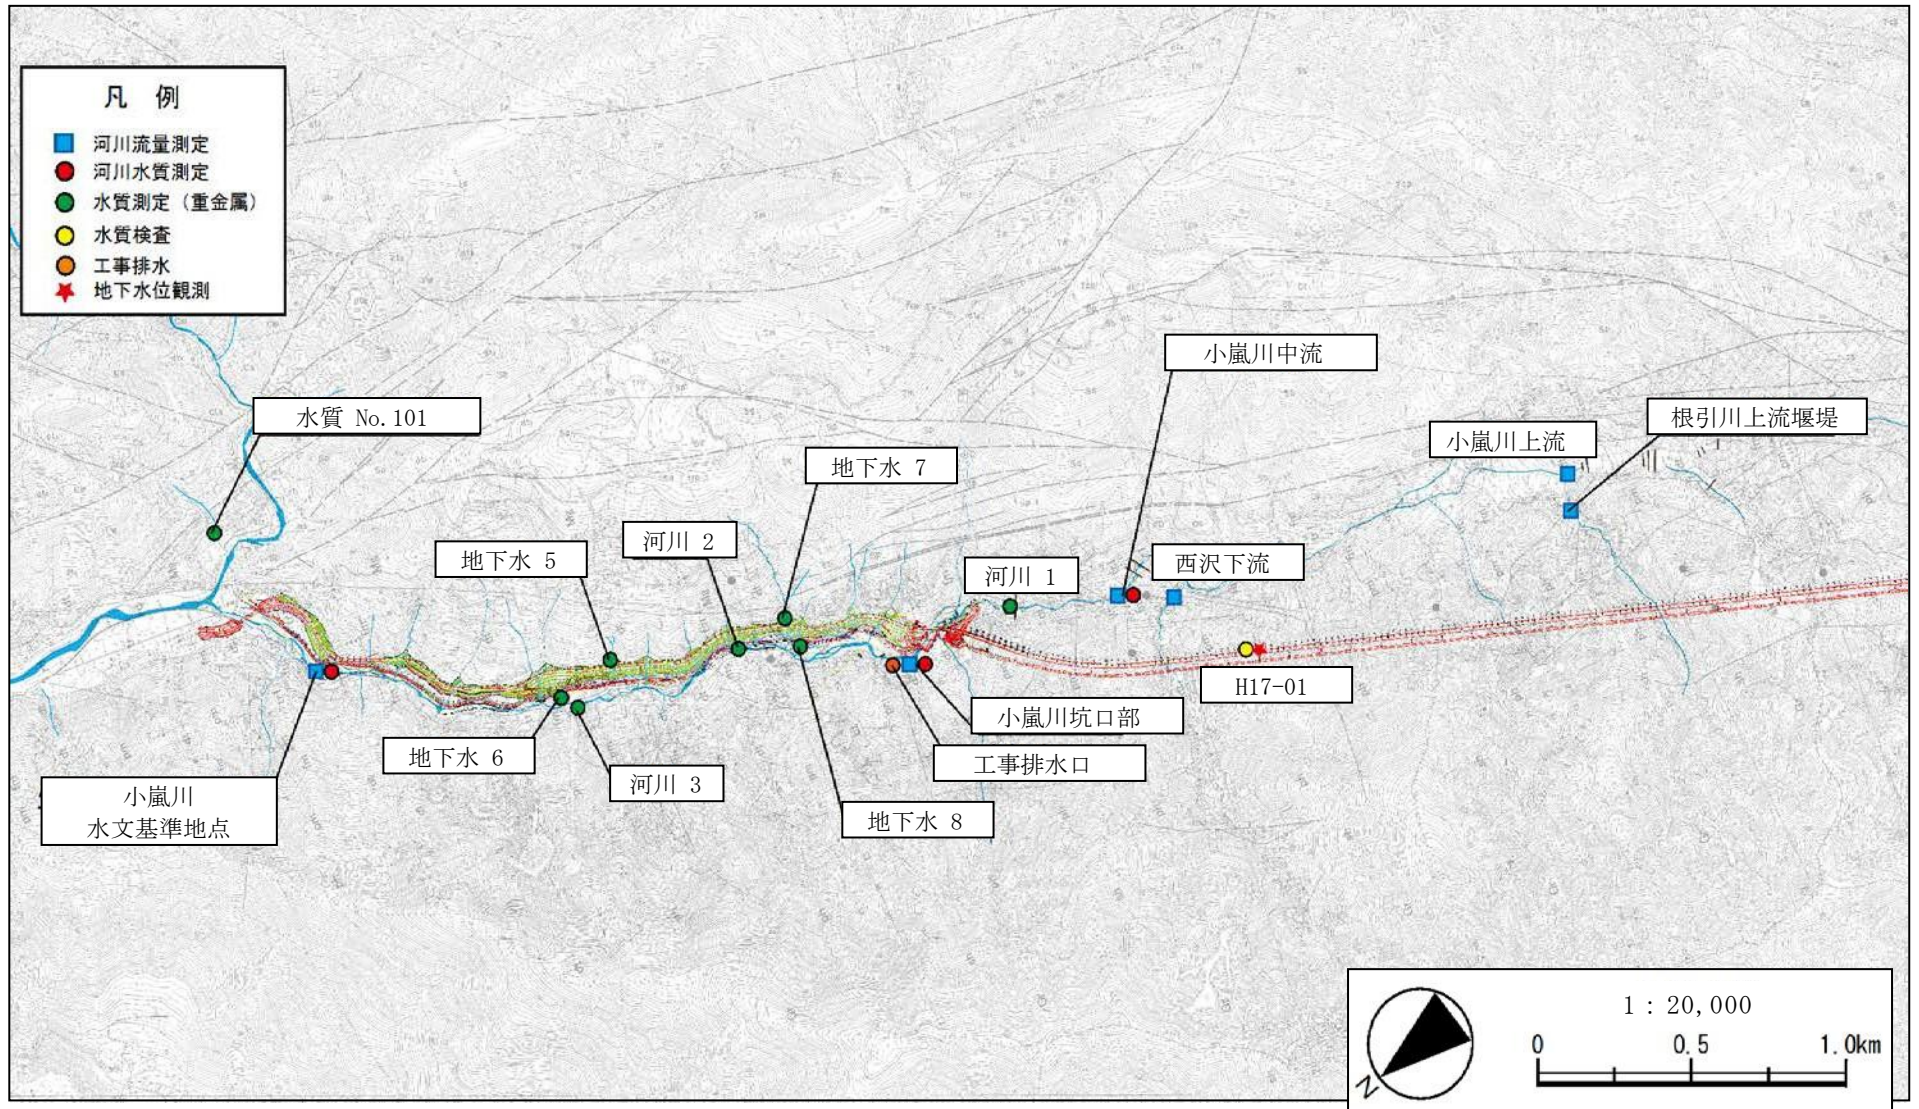 凡 例
河川流量測定
河川水質測定
水質測定（重金属）
水質検査
工事排水
地下水位観測
小嵐川中流
水質 No.101
根引川上流堰堤
小嵐川上流
地下水 7
河川 2
地下水 5
西沢下流
河川 1
H17-01
小嵐川坑口部
地下水 6
工事排水口
河川 3
小嵐川
水文基準地点
地下水 8
1：20,000
0 0.5 1.0km
N